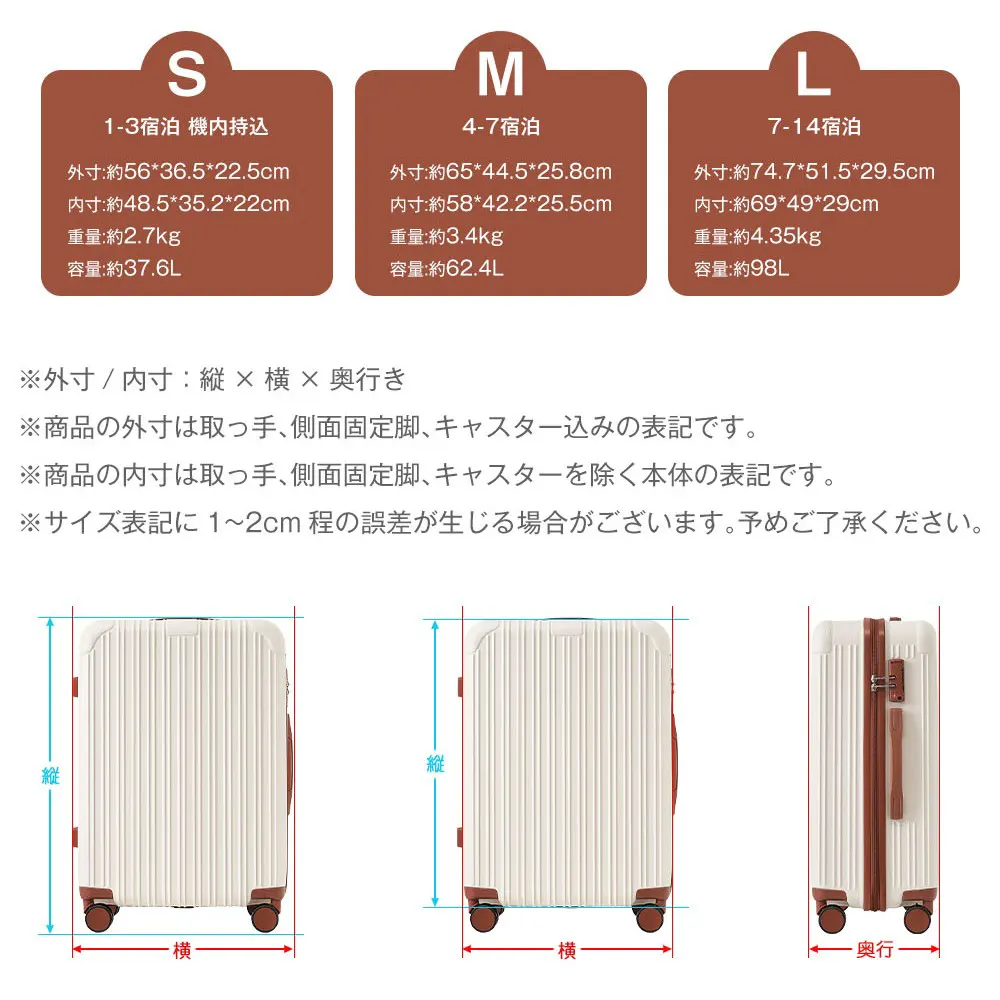 S
1-3宿泊 機内持込
外寸:約56*36.5*22.5cm
内寸:約48.5*35.2*22cm
重量:約2.7kg
容量:約37.6L
M
4-7宿泊
外寸:約65*44.5*25.8cm
内寸:約58*42.2*25.5cm
重量:約3.4kg
容量:約62.4L
L
7-14宿泊
外寸:約74.7*51.5*29.5cm
内寸:約69*49*29cm
重量:約4.35kg
容量:約98L
※外寸 / 内寸：縦 × 横 × 奥行き
※商品の外寸は取っ手､側面固定脚､キャスター込みの表記です。
※商品の内寸は取っ手､側面固定脚､キャスターを除く本体の表記です。
※サイズ表記に 1~2cm 程の誤差が生じる場合がございます｡予めご了承ください。
縦
横
縦
横
奥行